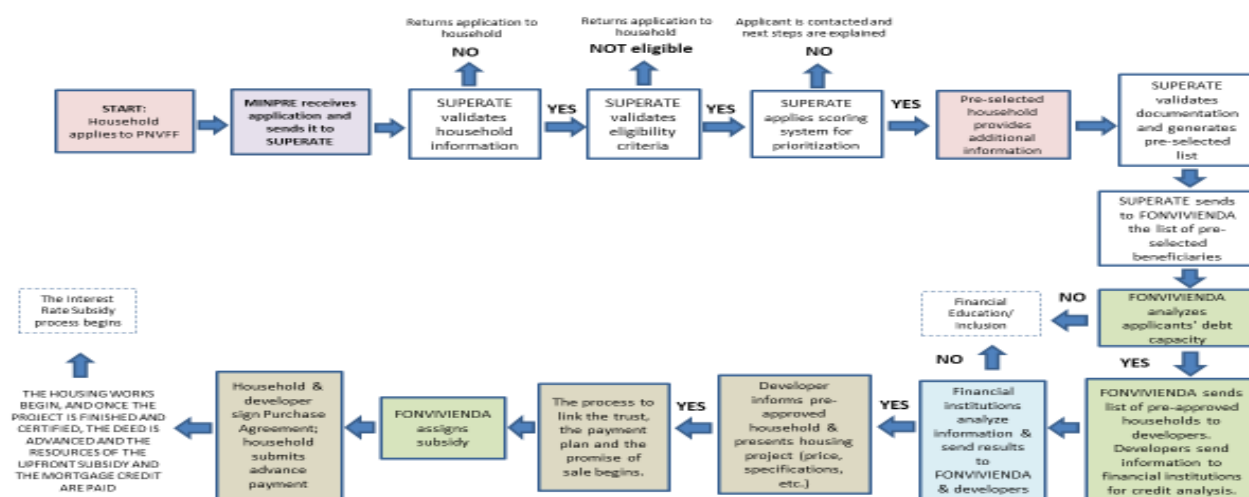 Returns application to
household
NO
Returns application to
household
NOT eligible
Applicant is contacted and
next steps are explained
NO
START:
Household
applies to PNVFF
MINPRE receives
application and
sends it to
SUPERATE
SUPERATE
validates
household
information
YES
SUPERATE
validates
eligibility
criteria
YES
SUPERATE
applies scoring
system for
prioritization
YES
Pre-selected
household
provides
additional
information
SUPERATE
validates
documentation
and generates
pre-selected
list
SUPERATE sends
to FONVIVIENDA
the list of pre-
selected
beneficiaries
FONVIVIENDA
analyzes
applicants' debt
capacity
NO
Financial
Education/
Inclusion
YES
NO
FONVIVIENDA sends
list of pre-approved
households to
developers.
Developers send
information to
financial institutions
for credit analysis.
Financial
institutions
analyze
information &
send results
to
FONVIVIENDA
& developers
YES
Developer
informs pre-
approved
household &
presents housing
project (price,
specifications,
etc.)
YES
The process to
link the trust,
the payment
plan and the
promise of
sale begins.
FONVIVIENDA
assigns
subsidy
Household &
developer
sign Purchase
Agreement;
household
submits
advance
payment
THE HOUSING WORKS
BEGIN, AND ONCE THE
PROJECT IS FINISHED AND
CERTIFIED, THE DEED IS
ADVANCED AND THE
RESOURCES OF THE
UPFRONT SUBSIDY AND
THE MORTGAGE CREDIT
ARE PAID
The Interest
Rate Subsidy
process begins